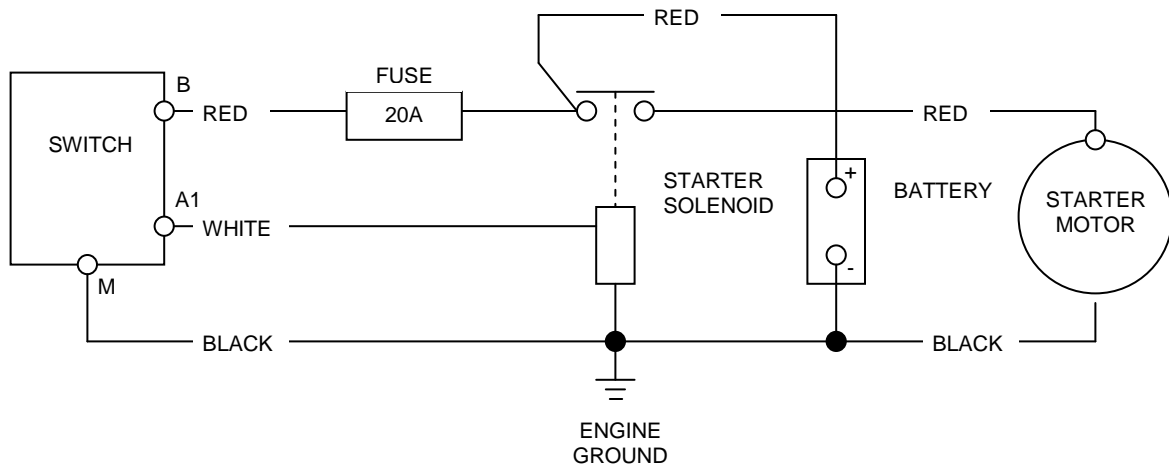 RED
B
FUSE
RED
20A
RED
SWITCH
A1
STARTER
SOLENOID
+
BATTERY
STARTER
MOTOR
WHITE
-
M
BLACK
BLACK
ENGINE
GROUND